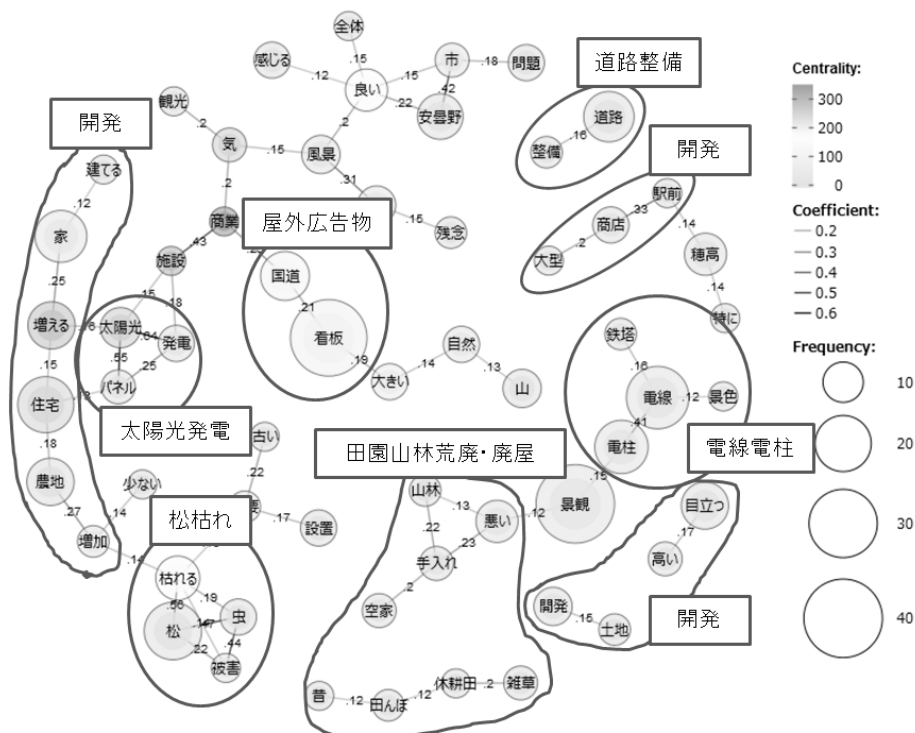 全体
感じる
.15
.12
良い
.15
市
.18
問題
.42
.22
安曇野
.2
観光
.2
気
.15
風景
.2
.31
.15
残念
商業
.43
施設
.15
.18
屋外広告物
国道
.21
看板
.19
大きい
.14
自然
.13
山
開発
建てる
.12
家
.25
増える
.15
住宅
.18
農地
.27
増加
.14
少ない
.14
太陽光
.64
発電
.55
.25
パネル
太陽光発電
古い
.22
.17
設置
松枯れ
枯れる
.56
.19
虫
松
.22
.44
被害
道路整備
道路
.16
整備
開発
駅前
.33
商店
.2
大型
.14
穂高
.14
特に
鉄塔
.16
電線
.12
景色
.41
電柱
.15
電線電柱
田園山林荒廃・廃屋
山林
.13
悪い
.12
景観
.22
.23
手入れ
.2
空家
昔
.12
田んぼ
.12
休耕田
.2
雑草
目立つ
.17
高い
開発
.15
土地
開発
Centrality:
300
200
100
0
Coefficient:
0.2
0.3
0.4
0.5
0.6
Frequency:
10
20
30
40